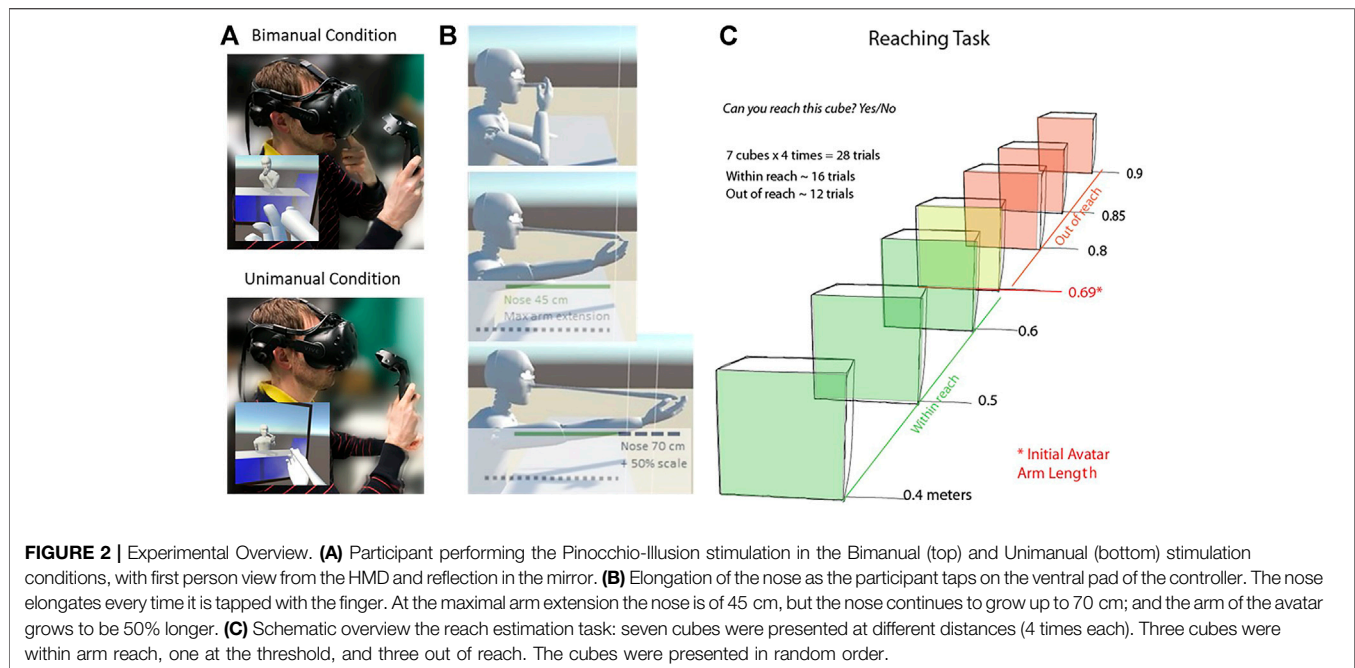 A
Bimanual Condition
Unimanual Condition
B
Nose 45 cm
Max arm extension
Nose 70 cm
+ 50% scale
C
Reaching Task
Can you reach this cube? Yes/No
7 cubes x 4 times = 28 trials
Within reach ~ 16 trials
Out of reach ~ 12 trials
0.9
0.85
0.8
Out of reach
0.69*
0.6
0.5
Within reach
0.4 meters
* Initial Avatar
Arm Length
FIGURE 2 | Experimental Overview. (A) Participant performing the Pinocchio-Illusion stimulation in the Bimanual (top) and Unimanual (bottom) stimulation
conditions, with first person view from the HMD and reflection in the mirror. (B) Elongation of the nose as the participant taps on the ventral pad of the controller. The nose
elongates every time it is tapped with the finger. At the maximal arm extension the nose is of 45 cm, but the nose continues to grow up to 70 cm; and the arm of the avatar
grows to be 50% longer. (C) Schematic overview the reach estimation task: seven cubes were presented at different distances (4 times each). Three cubes were
within arm reach, one at the threshold, and three out of reach. The cubes were presented in random order.